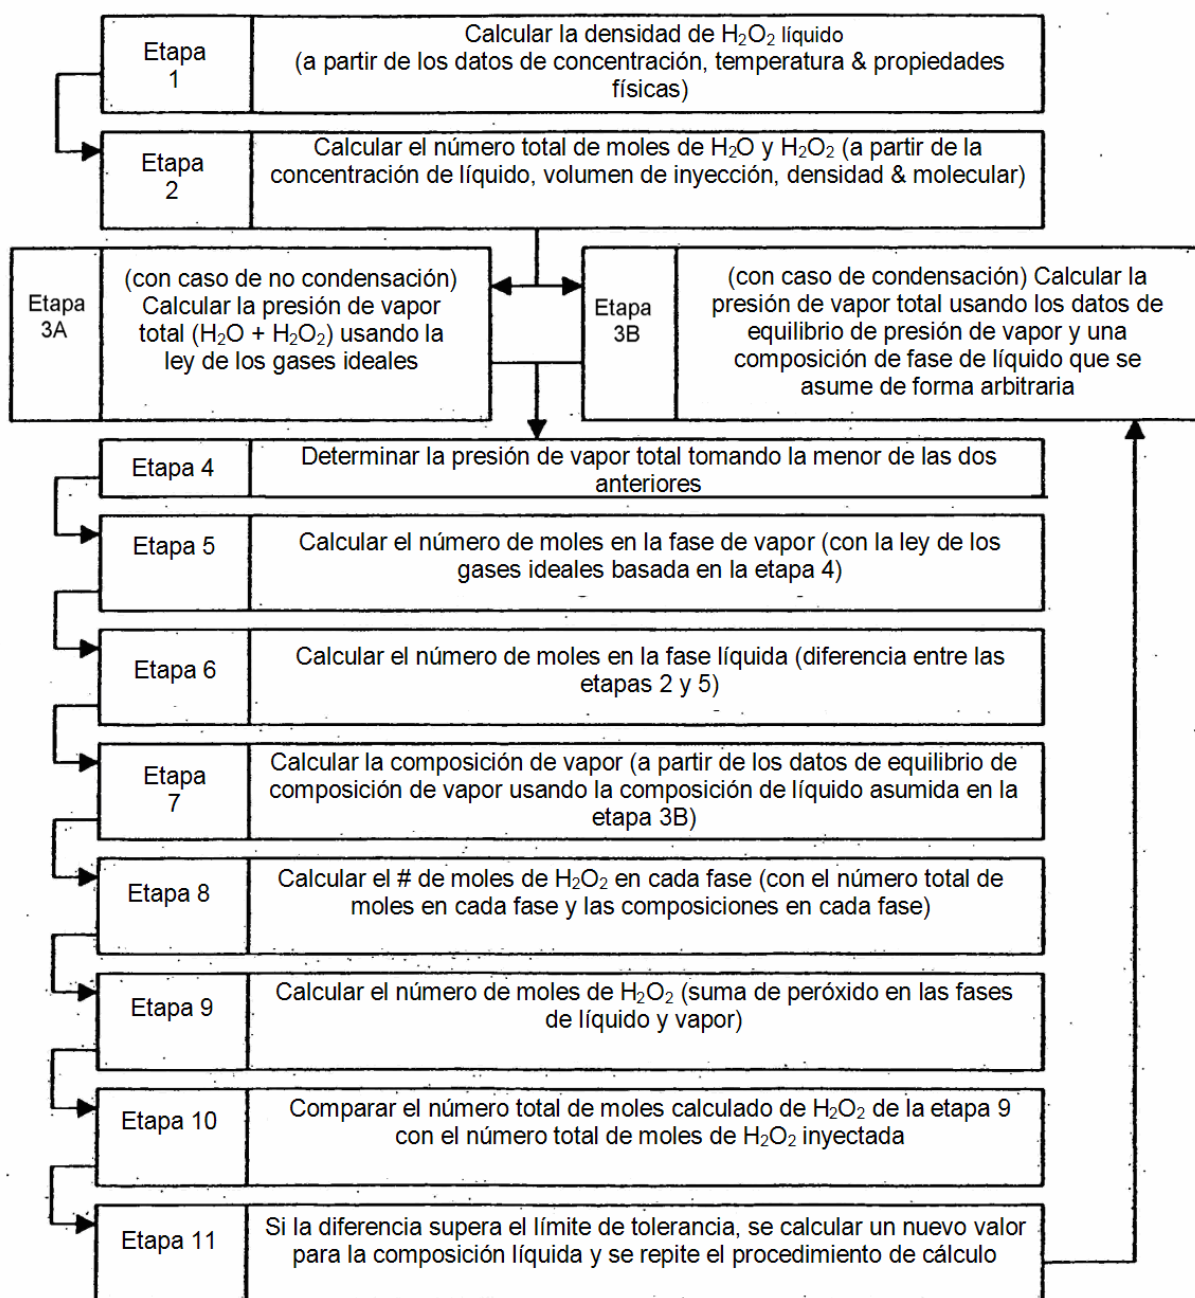 Etapa
1
Calcular la densidad de H₂O₂ líquido
(a partir de los datos de concentración, temperatura & propiedades
físicas)
Etapa
2
Calcular el número total de moles de H₂O y H₂O₂ (a partir de la
concentración de líquido, volumen de inyección, densidad & molecular)
Etapa
3A
(con caso de no condensación)
Calcular la presión de vapor
total (H₂O + H₂O₂) usando la
ley de los gases ideales
Etapa
3B
(con caso de condensación) Calcular la
presión de vapor total usando los datos de
equilibrio de presión de vapor y una
composición de fase de líquido que se
asume de forma arbitraria
Etapa 4
Determinar la presión de vapor total tomando la menor de las dos
anteriores
Etapa 5
Calcular el número de moles en la fase de vapor (con la ley de los
gases ideales basada en la etapa 4)
Etapa 6
Calcular el número de moles en la fase líquida (diferencia entre las
etapas 2 y 5)
Etapa
7
Calcular la composición de vapor (a partir de los datos de equilibrio de
composición de vapor usando la composición de líquido asumida en la
etapa 3B)
Etapa 8
Calcular el # de moles de H₂O₂ en cada fase (con el número total de
moles en cada fase y las composiciones en cada fase)
Etapa 9
Calcular el número de moles de H₂O₂ (suma de peróxido en las fases
de líquido y vapor)
Etapa 10
Comparar el número total de moles calculado de H₂O₂ de la etapa 9
con el número total de moles de H₂O₂ inyectada
Etapa 11
Si la diferencia supera el límite de tolerancia, se calcular un nuevo valor
para la composición líquida y se repite el procedimiento de cálculo